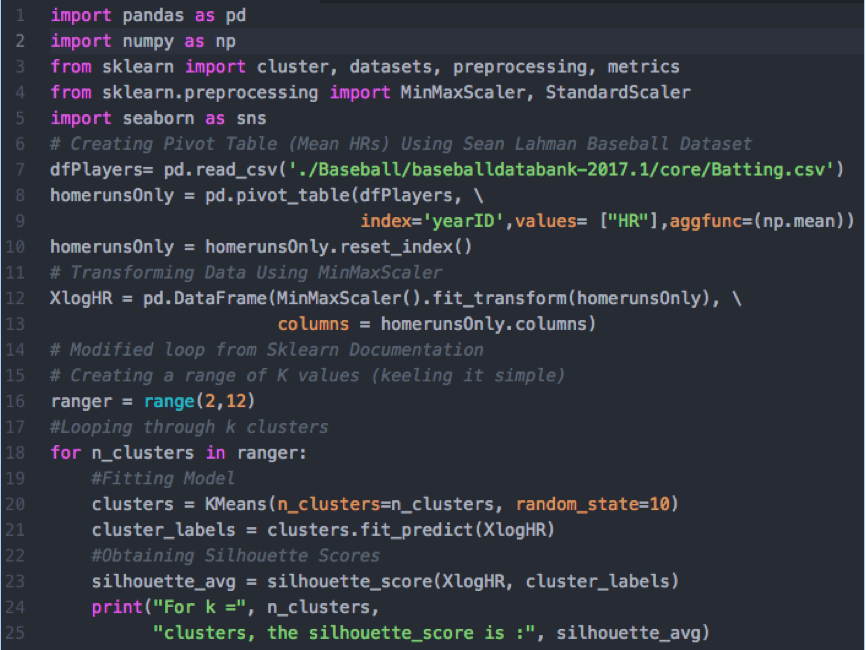 1 import pandas as pd
2 import numpy as np
3 from sklearn import cluster, datasets, preprocessing, metrics
4 from sklearn.preprocessing import MinMaxScaler, StandardScaler
5 import seaborn as sns
6 # Creating Pivot Table (Mean HRs) Using Sean Lahman Baseball Dataset
7 dfPlayers= pd.read_csv('./Baseball/baseballdatabank-2017.1/core/Batting.csv')
8 homerunsOnly = pd.pivot_table(dfPlayers, \
9                               index='yearID',values= ["HR"],aggfunc=(np.mean))
10 homerunsOnly = homerunsOnly.reset_index()
11 # Transforming Data Using MinMaxScaler
12 XlogHR = pd.DataFrame(MinMaxScaler().fit_transform(homerunsOnly), \
13                       columns = homerunsOnly.columns)
14 # Modified loop from Sklearn Documentation
15 # Creating a range of K values (keeling it simple)
16 ranger = range(2,12)
17 #Looping through k clusters
18 for n_clusters in ranger:
19     #Fitting Model
20     clusters = KMeans(n_clusters=n_clusters, random_state=10)
21     cluster_labels = clusters.fit_predict(XlogHR)
22     #Obtaining Silhouette Scores
23     silhouette_avg = silhouette_score(XlogHR, cluster_labels)
24     print("For k =", n_clusters,
25           "clusters, the silhouette_score is :", silhouette_avg)